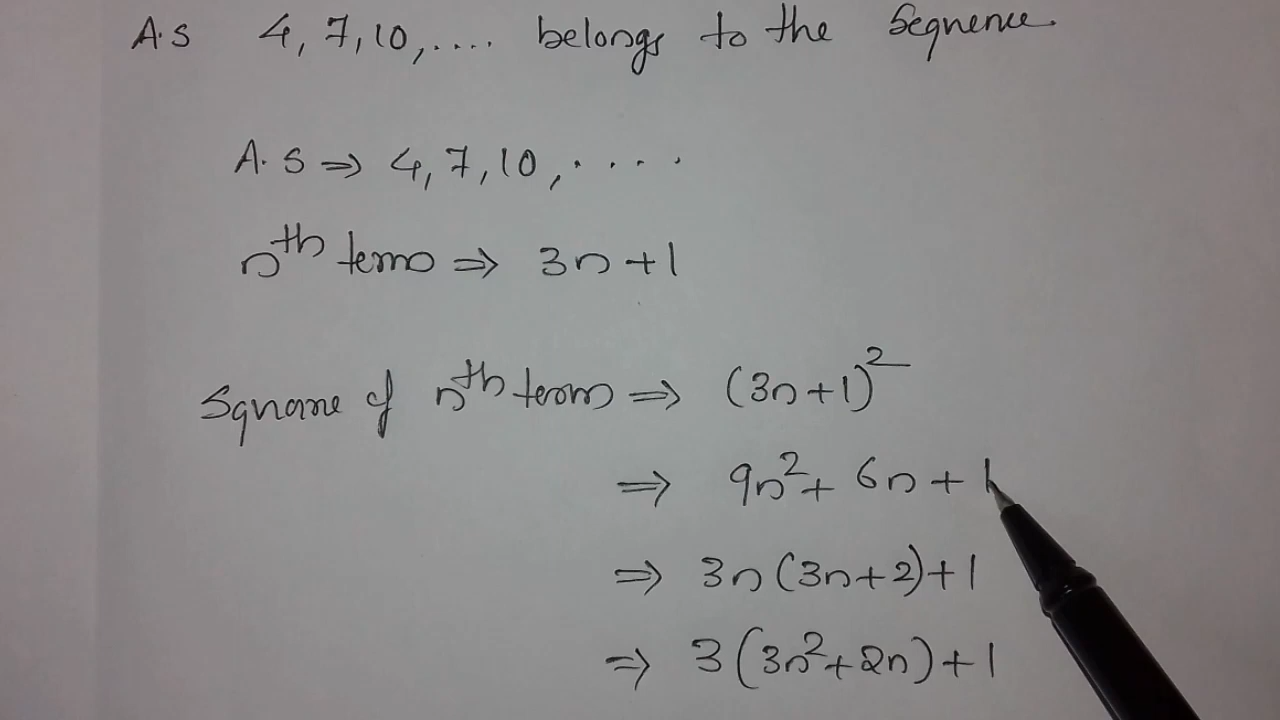 A.S 4, 7, 10, .... belongs to the Sequence.
A.S ⇒ 4, 7, 10, ....
nᵗʰ term ⇒ 3n + 1
Square of nᵗʰ term ⇒ (3n + 1)²
⇒ 9n² + 6n + 1
⇒ 3n (3n + 2) + 1
⇒ 3 (3n² + 2n) + 1